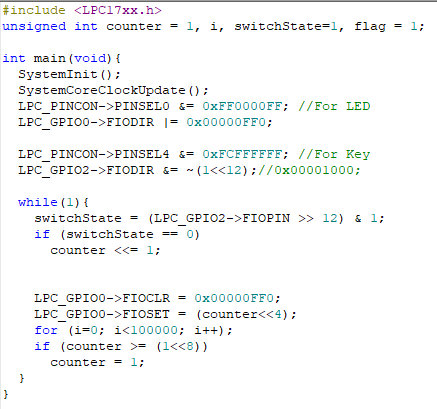 #include <LPC17xx.h>
unsigned int counter = 1, i, switchState=1, flag = 1;
int main(void){
SystemInit();
SystemCoreClockUpdate();
LPC_PINCON->PINSEL0 &= 0xFF0000FF; //For LED
LPC_GPIO0->FIODIR |= 0x00000FF0;
LPC_PINCON->PINSEL4 &= 0xFCFFFFFF; //For Key
LPC_GPIO2->FIODIR &= ~(1<<12);//0x00001000;
while(1){
switchState = (LPC_GPIO2->FIOPIN >> 12) & 1;
if (switchState == 0)
counter <<= 1;
LPC_GPIO0->FIOCLR = 0x00000FF0;
LPC_GPIO0->FIOSET = (counter<<4);
for (i=0; i<100000; i++);
if (counter >= (1<<8))
counter = 1;
}
}